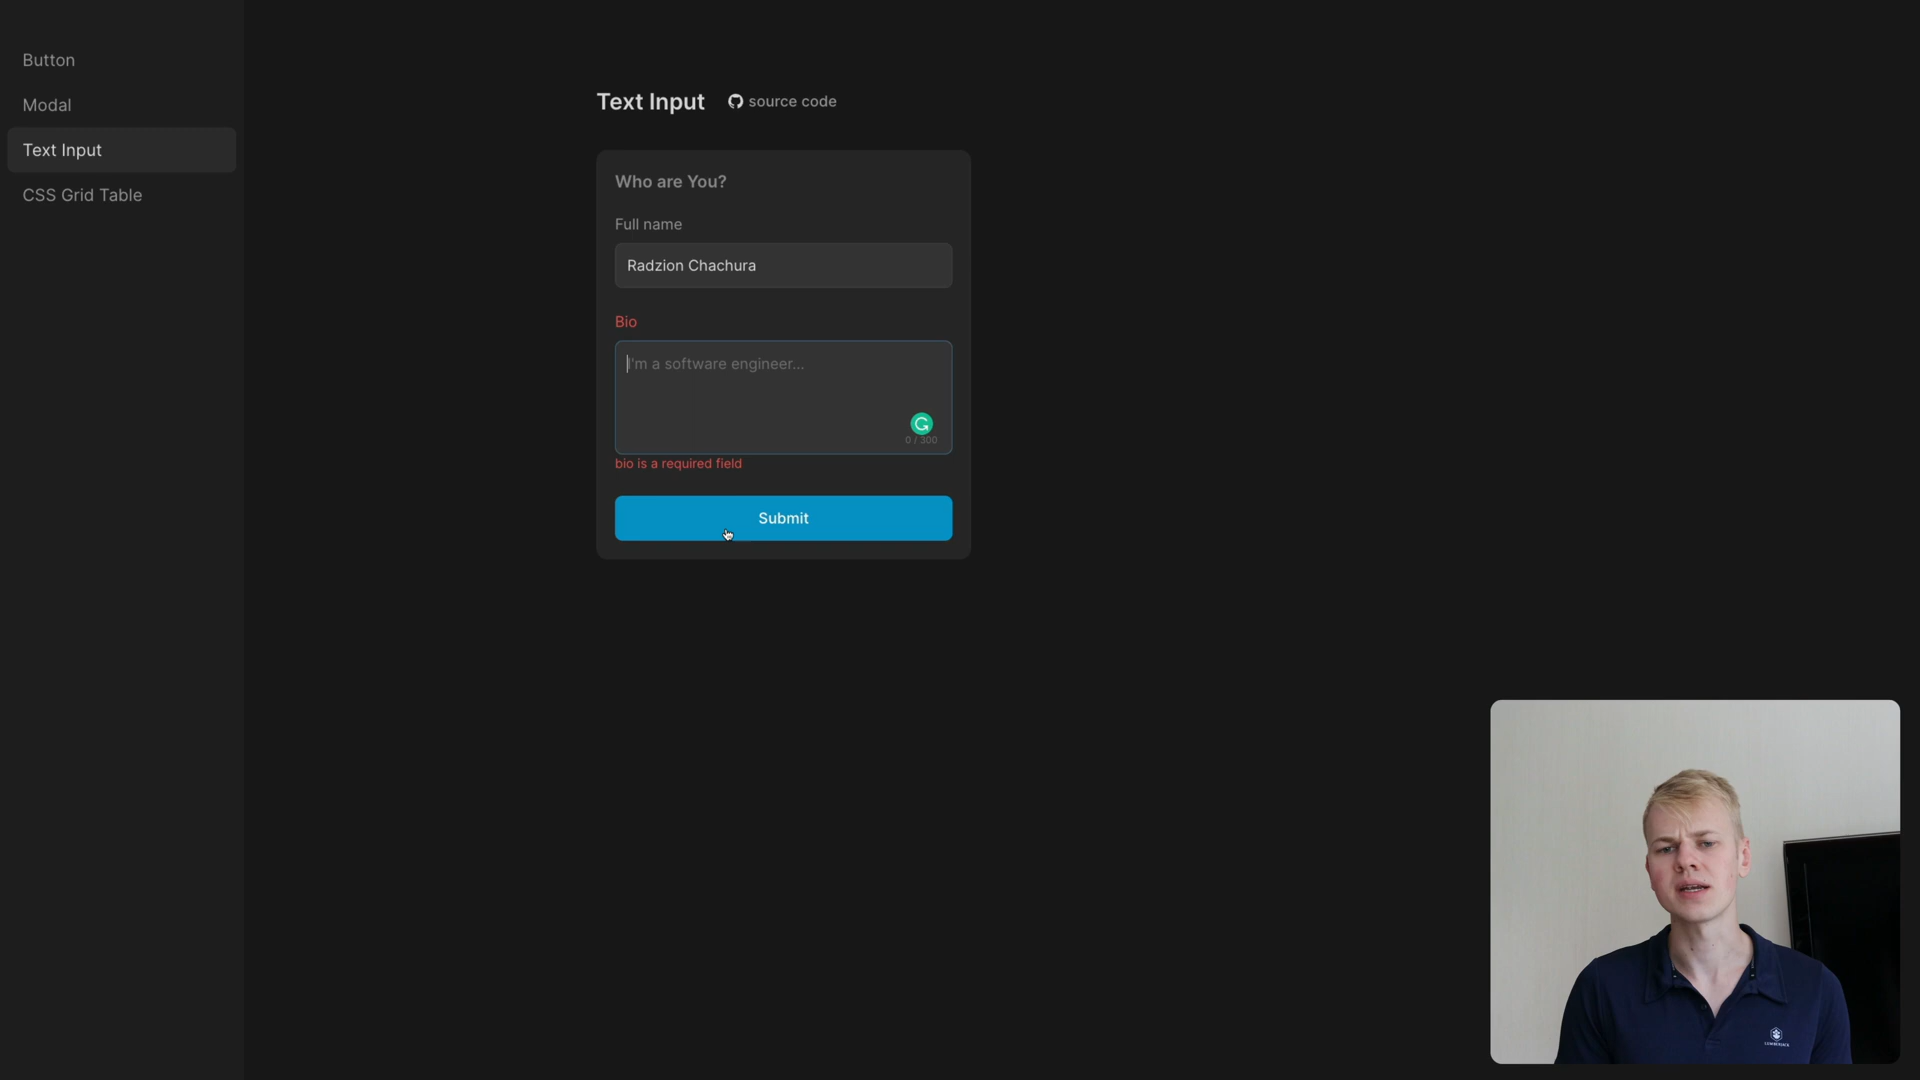 Button
Modal
Text Input
CSS Grid Table
Text Input source code
Who are You?
Full name
Radzion Chachura
Bio
I'm a software engineer...
0 / 300
bio is a required field
Submit